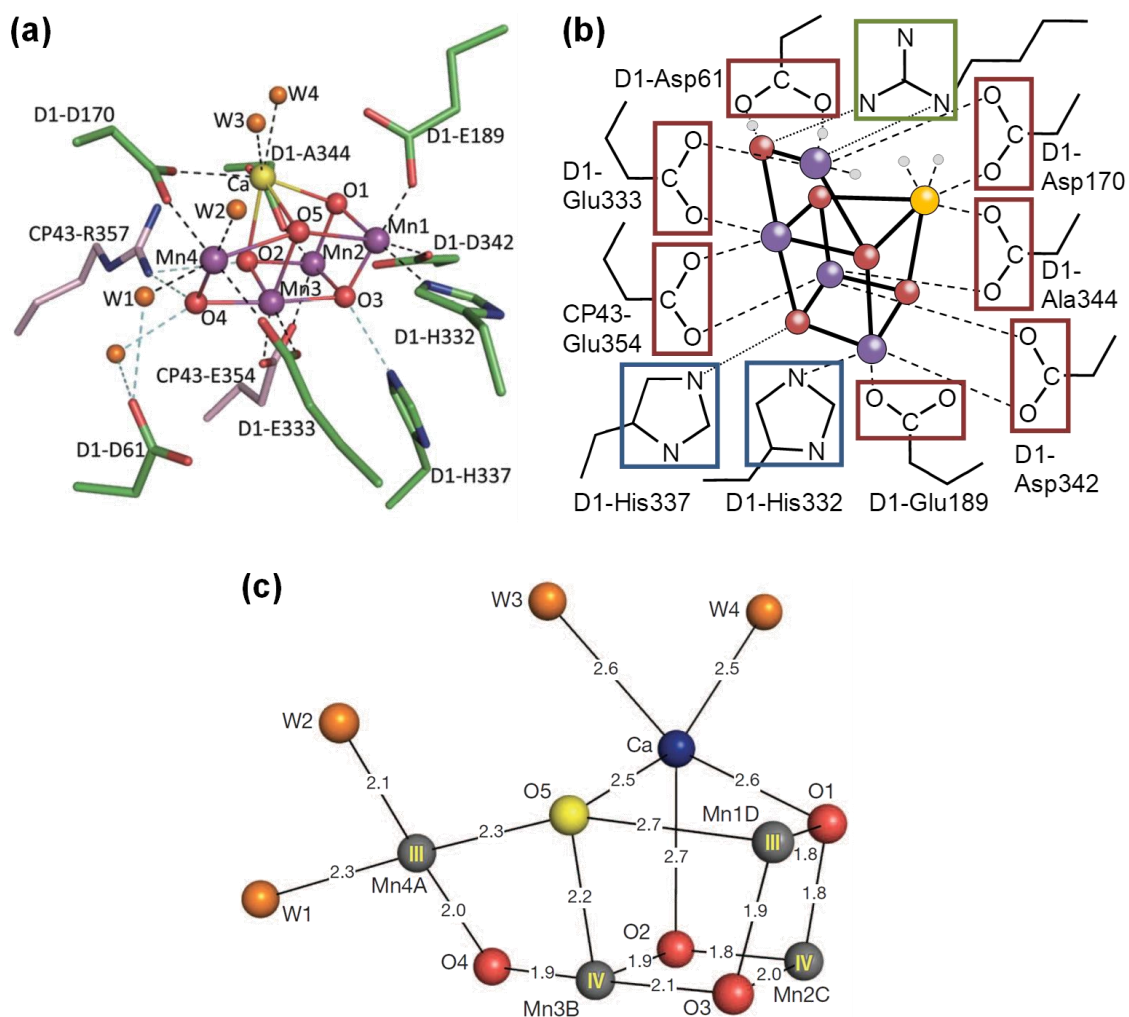 (a)
W4
W3
D1-D170
D1-E189
D1-A344
Ca
O1
W2
O5
Mn1
CP43-R357
D1-D342
Mn4
O2
Mn2
W1
Mn3
O3
O4
D1-H332
CP43-E354
D1-E333
D1-D61
D1-H337
(b)
N
D1-Asp61
C
O
O
N
N
O
C
O
D1-
Asp170
O
C
O
D1-
Glu333
O
C
O
D1-
Ala344
O
C
O
CP43-
Glu354
O
C
O
D1-
Asp342
N
N
N
N
O
O
C
D1-His337
D1-His332
D1-Glu189
(c)
W3
W4
2.6
2.5
W2
Ca
2.1
2.5
2.6
O5
O1
Mn1D
2.3
2.7
III
1.8
III
Mn4A
2.3
2.7
1.8
W1
2.0
2.2
1.9
O2
O4
1.9
IV
1.9
1.8
IV
2.1
2.0
Mn3B
O3
Mn2C